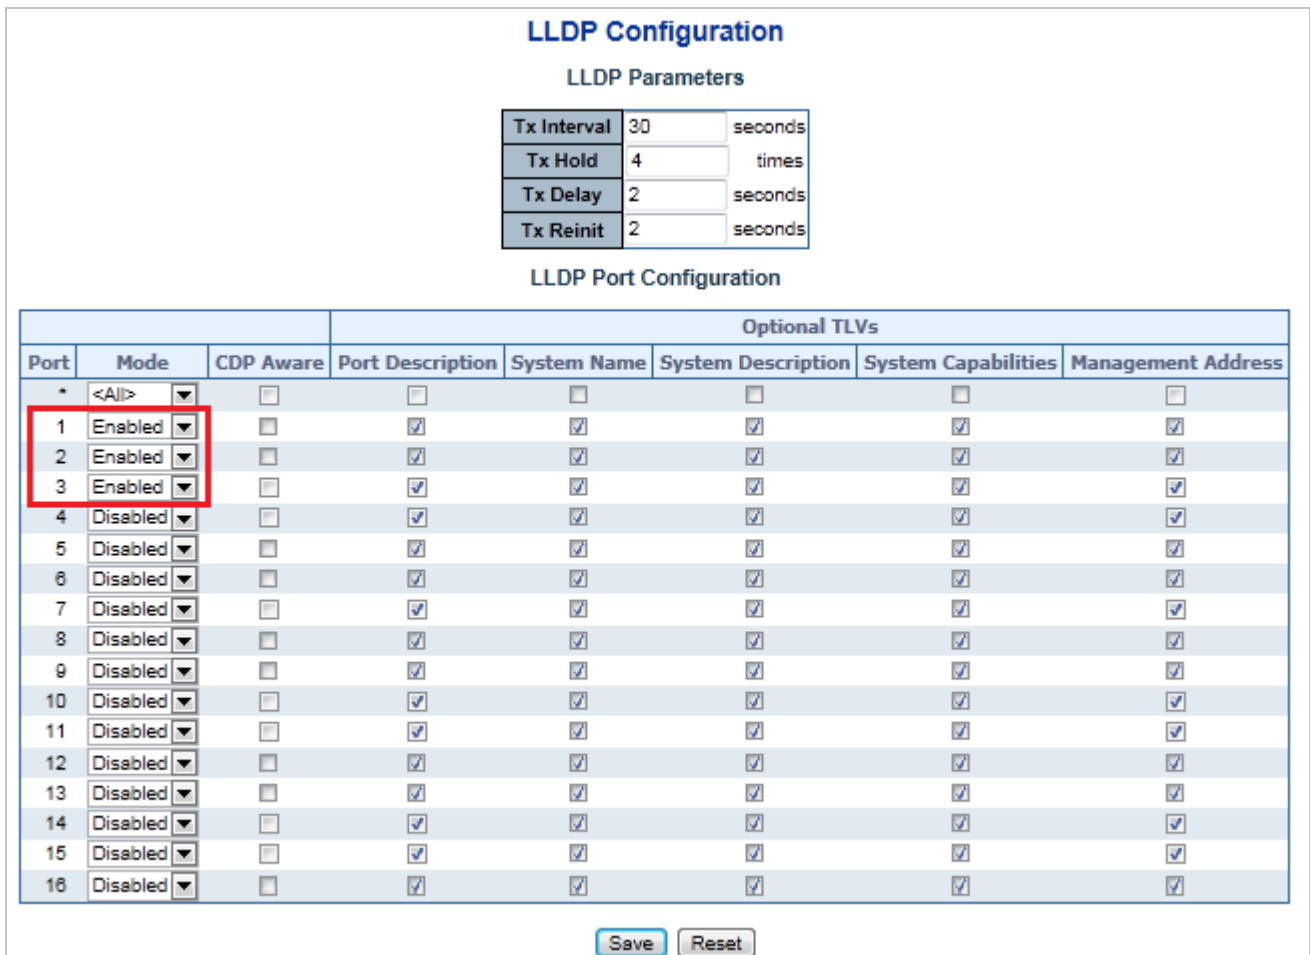 LLDP Configuration
LLDP Parameters
Tx Interval 30 seconds
Tx Hold 4 times
Tx Delay 2 seconds
Tx Reinit 2 seconds
LLDP Port Configuration
Optional TLVs
Port Mode CDP Aware Port Description System Name System Description System Capabilities Management Address
* <All>
1 Enabled
2 Enabled
3 Enabled
4 Disabled
5 Disabled
6 Disabled
7 Disabled
8 Disabled
9 Disabled
10 Disabled
11 Disabled
12 Disabled
13 Disabled
14 Disabled
15 Disabled
16 Disabled
Save Reset